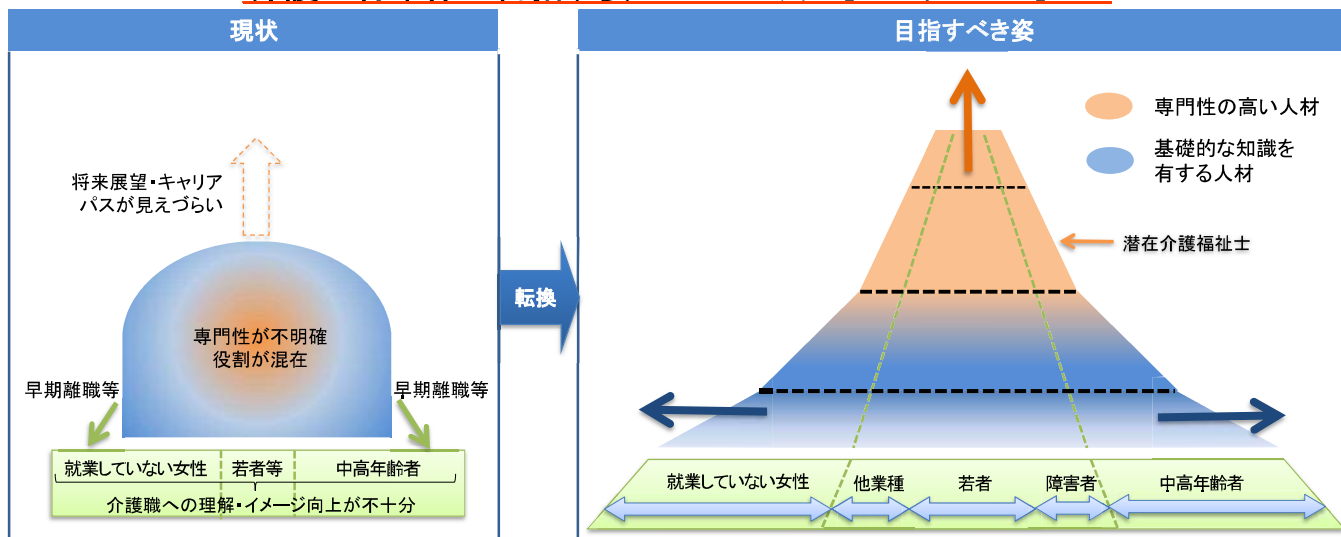 現状
将来展望・キャリア
パスが見えづらい
専門性が不明確
役割が混在
早期離職等
早期離職等
就業していない女性
若者等
中高年齢者
介護職への理解・イメージ向上が不十分
転換
目指すべき姿
専門性の高い人材
基礎的な知識を
有する人材
潜在介護福祉士
就業していない女性
他業種
若者
障害者
中高年齢者